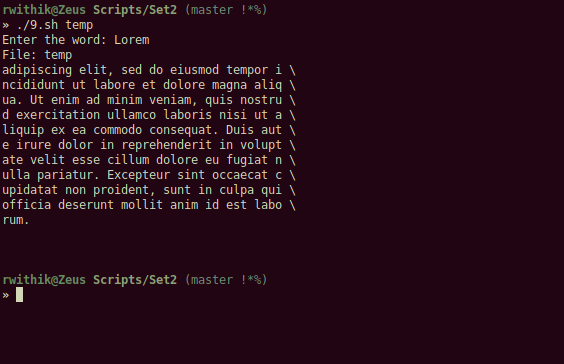 rwithik@Zeus Scripts/Set2 (master !*%)
» ./9.sh temp
Enter the word: Lorem
File: temp
adipiscing elit, sed do eiusmod tempor i \
ncididunt ut labore et dolore magna aliq \
ua. Ut enim ad minim veniam, quis nostru \
d exercitation ullamco laboris nisi ut a \
liquip ex ea commodo consequat. Duis aut \
e irure dolor in reprehenderit in volupt \
ate velit esse cillum dolore eu fugiat n \
ulla pariatur. Excepteur sint occaecat c \
upidatat non proident, sunt in culpa qui \
officia deserunt mollit anim id est labo \
rum.
rwithik@Zeus Scripts/Set2 (master !*%)
»